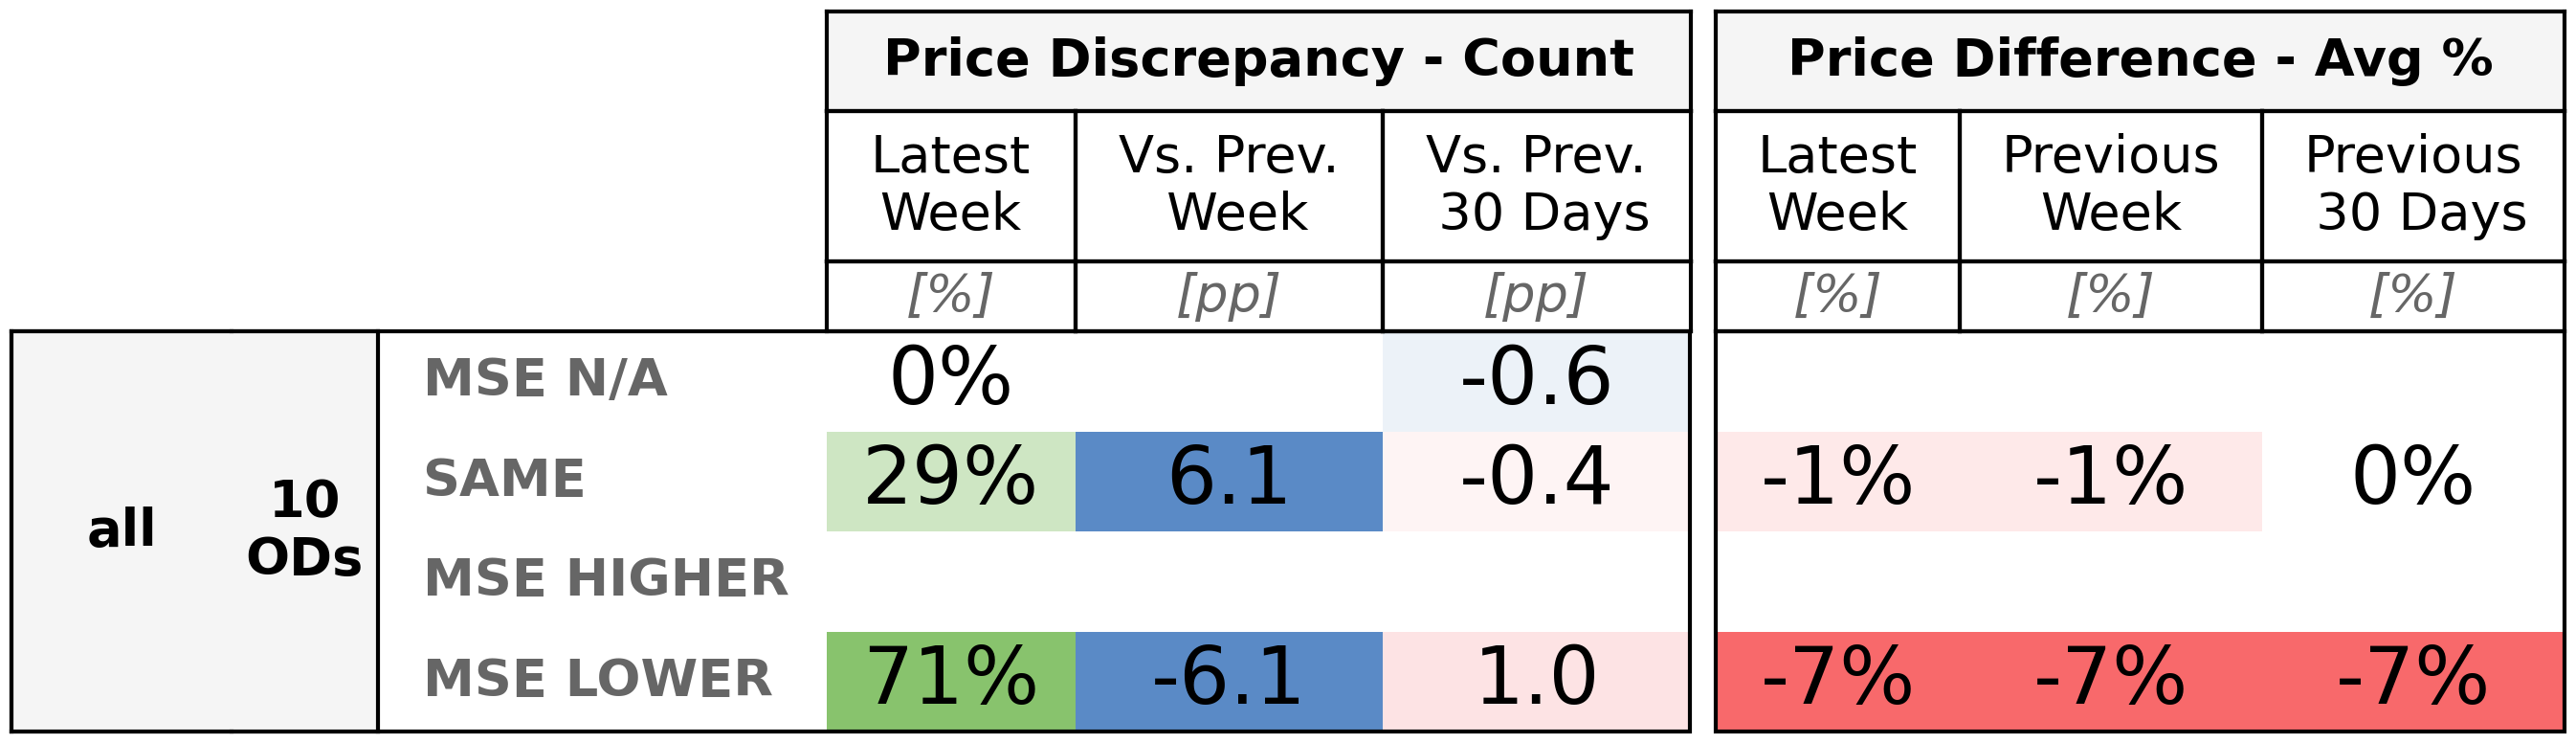 Price Discrepancy - Count Price Difference - Avg %
Latest Week Vs. Prev. Week Vs. Prev. 30 Days Latest Week Previous Week Previous 30 Days
[%] [pp] [pp] [%] [%] [%]
all 10 ODs
MSE N/A 0% -0.6
SAME 29% 6.1 -0.4 -1% -1% 0%
MSE HIGHER
MSE LOWER 71% -6.1 1.0 -7% -7% -7%